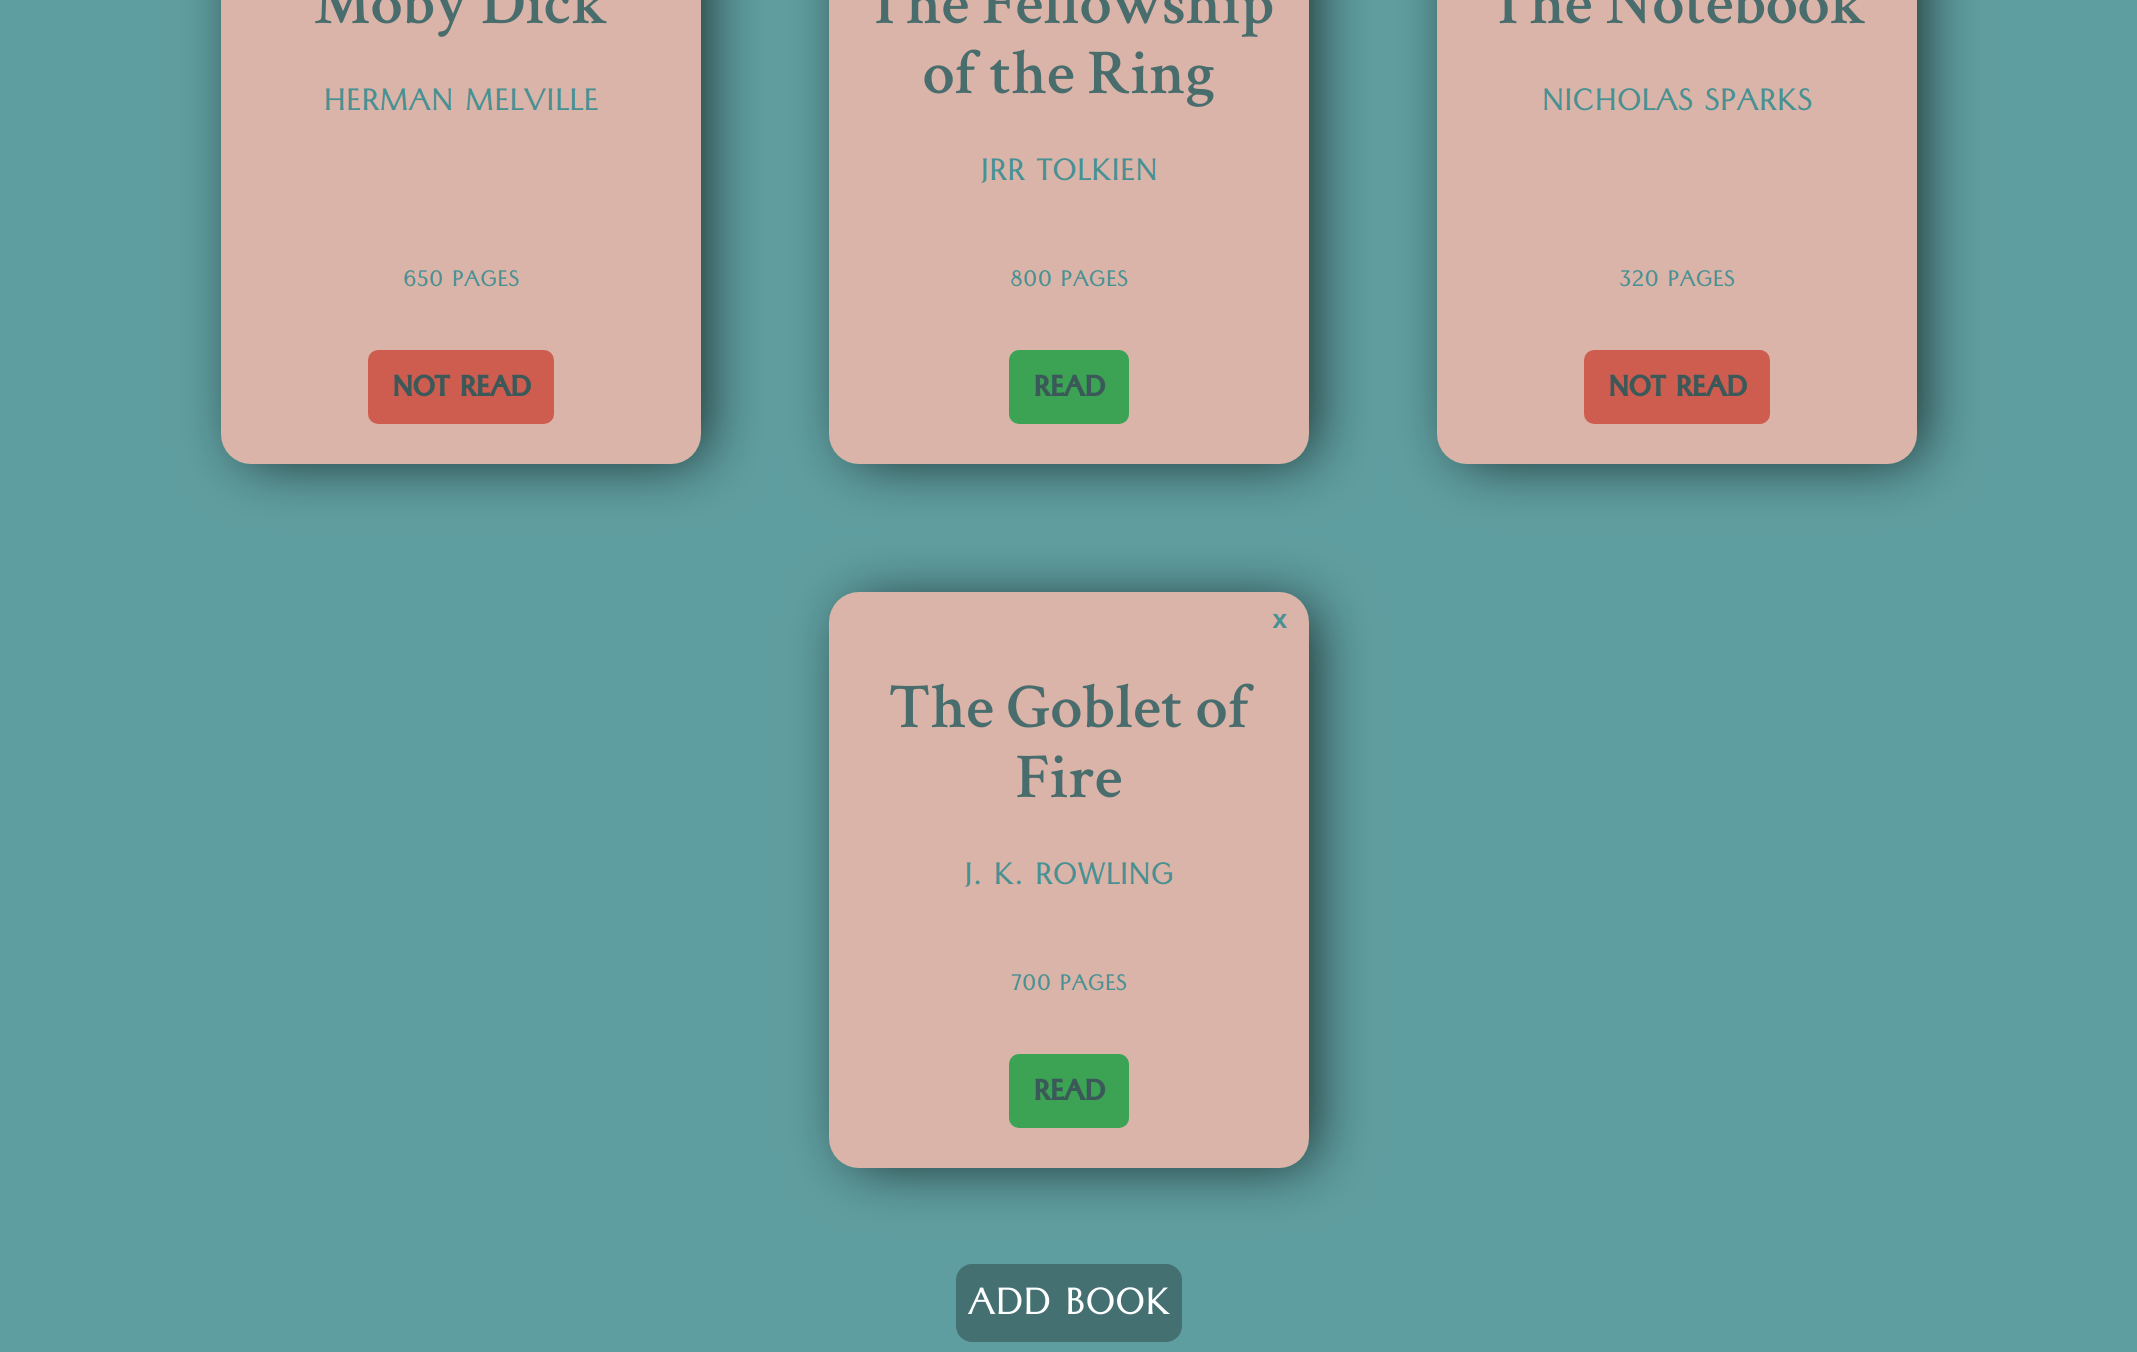 Moby Dick
HERMAN MELVILLE
650 PAGES
NOT READ
The Fellowship
of the Ring
JRR TOLKIEN
800 PAGES
READ
The Notebook
NICHOLAS SPARKS
320 PAGES
NOT READ
x
The Goblet of
Fire
J. K. ROWLING
700 PAGES
READ
ADD BOOK